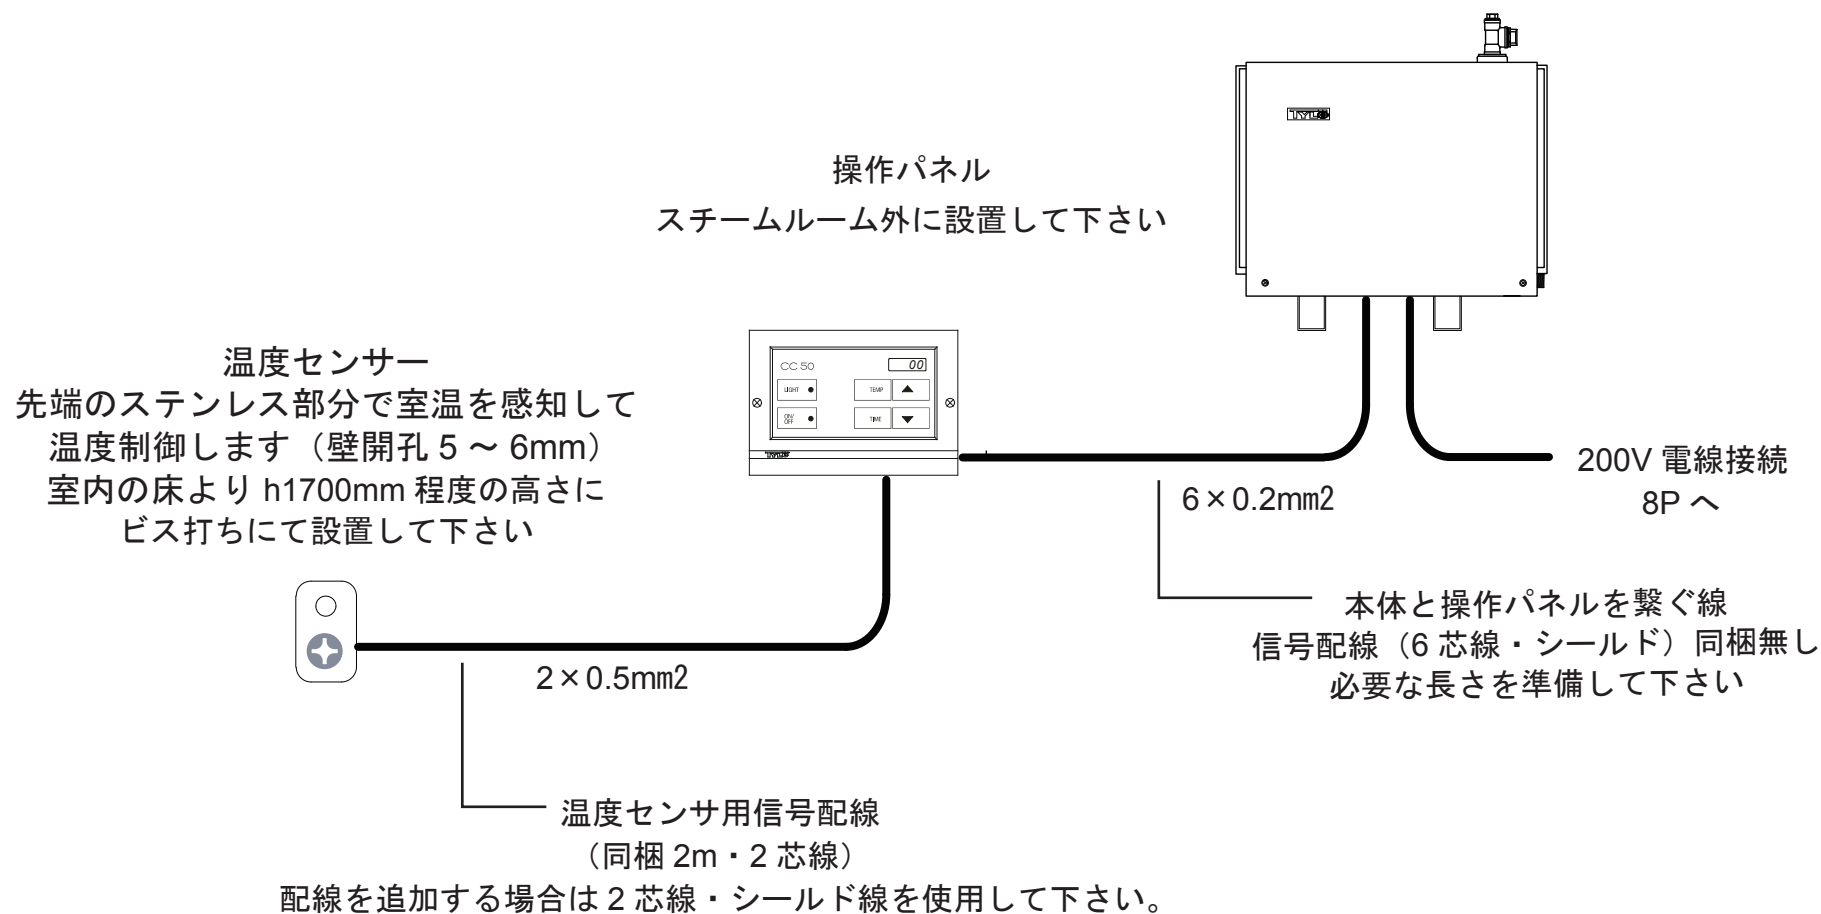 TYLÖ
操作パネル
スチームルーム外に設置して下さい
温度センサー
先端のステンレス部分で室温を感知して
温度制御します（壁開孔 5 ～ 6mm）
室内の床より h1700mm 程度の高さに
ビス打ちにて設置して下さい
CC 50
00
LIGHT
TEMP
ON/
OFF
TIME
TYLÖ
200V 電線接続
8P へ
6×0.2mm2
本体と操作パネルを繋ぐ線
信号配線（6 芯線・シールド）同梱無し
必要な長さを準備して下さい
2×0.5mm2
温度センサ用信号配線
（同梱 2m・2 芯線）
配線を追加する場合は 2 芯線・シールド線を使用して下さい。